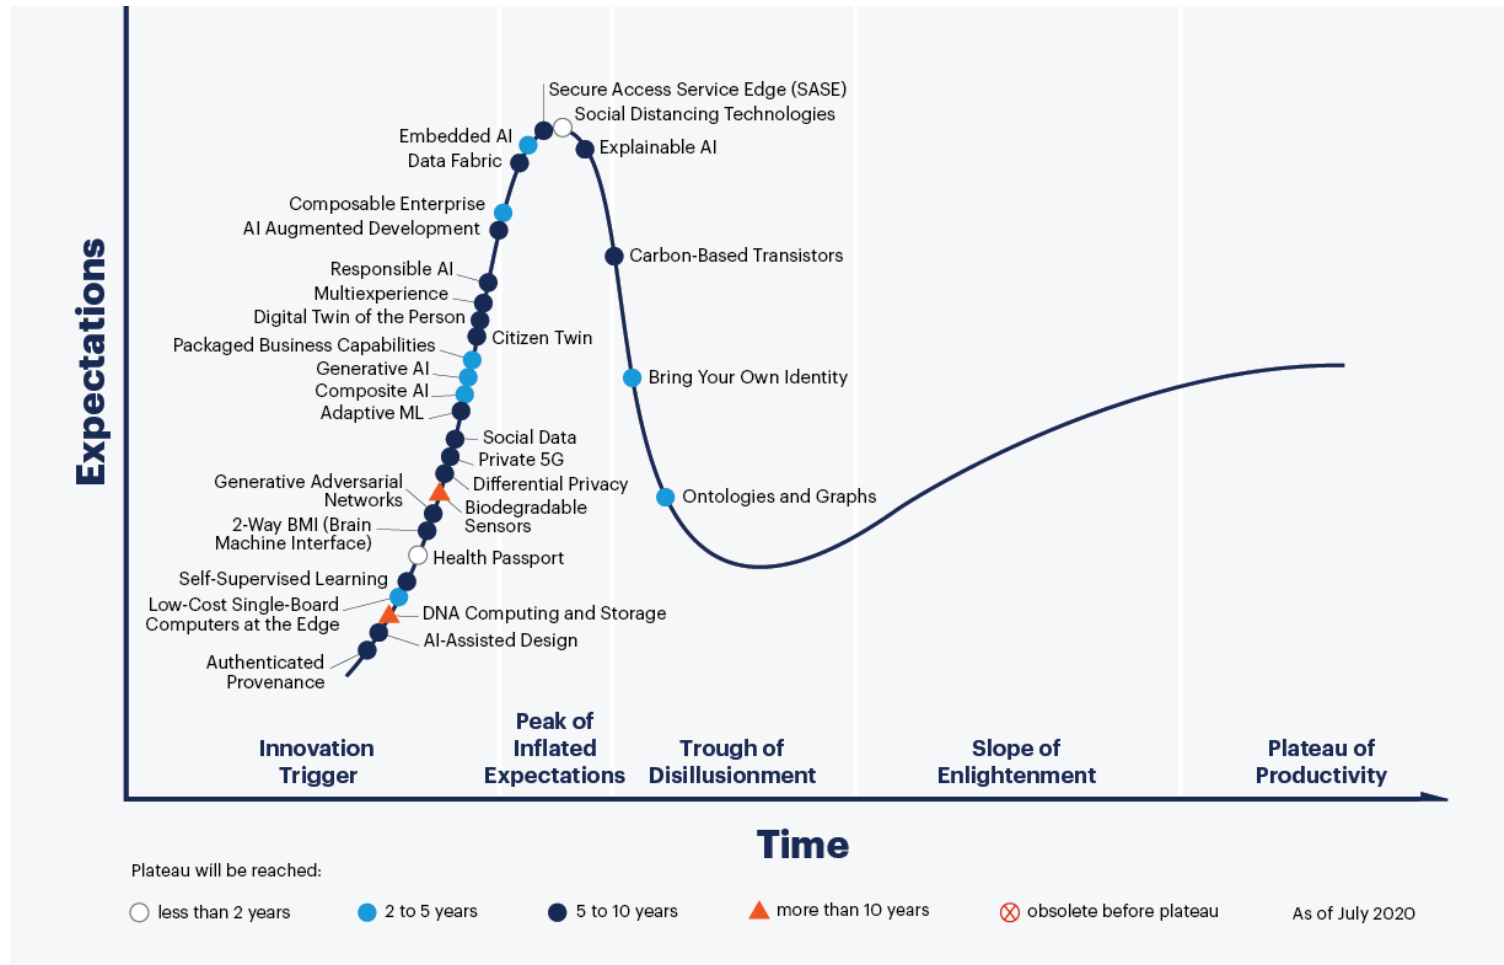 Secure Access Service Edge (SASE)
Social Distancing Technologies
Embedded AI
Explainable AI
Data Fabric
Composable Enterprise
AI Augmented Development
Carbon-Based Transistors
Responsible AI
Multiexperience
Digital Twin of the Person
Citizen Twin
Packaged Business Capabilities
Generative AI
Bring Your Own Identity
Composite AI
Adaptive ML
Social Data
Private 5G
Generative Adversarial
Networks
Differential Privacy
Ontologies and Graphs
Biodegradable
Sensors
2-Way BMI (Brain
Machine Interface)
Health Passport
Self-Supervised Learning
Low-Cost Single-Board
Computers at the Edge
DNA Computing and Storage
AI-Assisted Design
Authenticated
Provenance
Expectations
Innovation
Trigger
Peak of
Inflated
Expectations
Trough of
Disillusionment
Slope of
Enlightenment
Plateau of
Productivity
Time
Plateau will be reached:
less than 2 years
2 to 5 years
5 to 10 years
more than 10 years
obsolete before plateau
As of July 2020